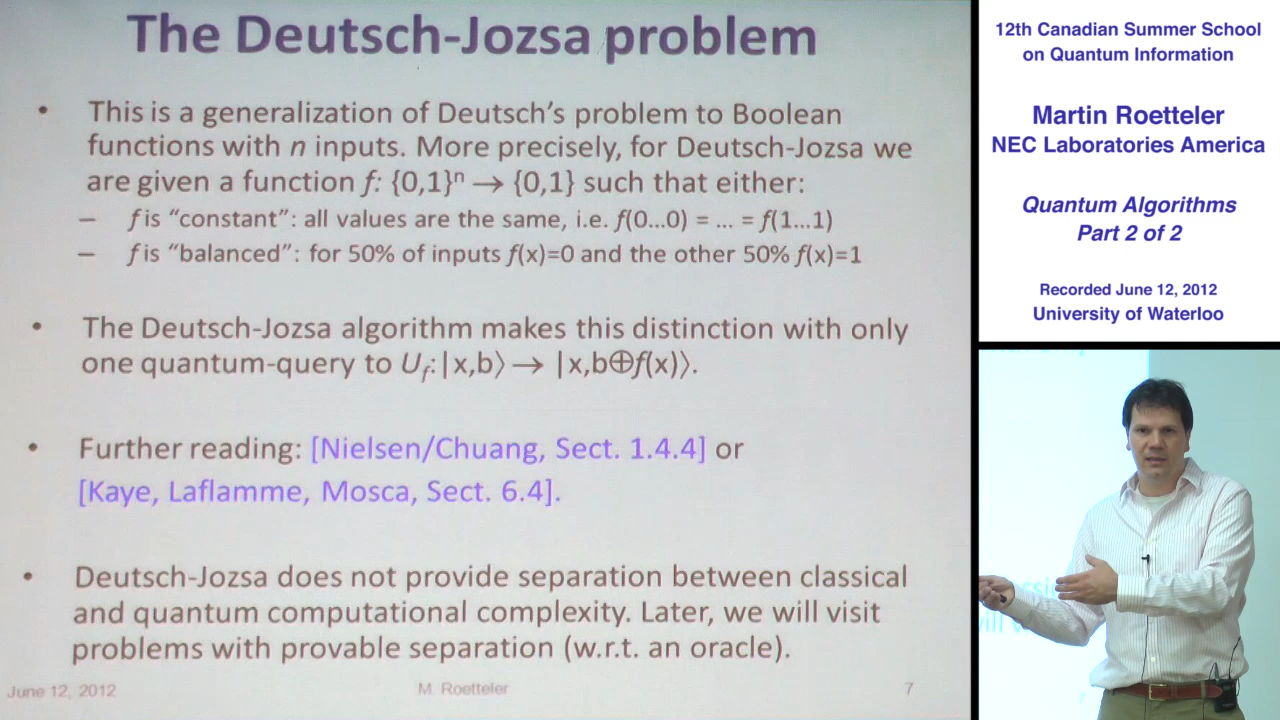 The Deutsch-Jozsa problem
• This is a generalization of Deutsch's problem to Boolean
functions with n inputs. More precisely, for Deutsch-Jozsa we
are given a function f: {0,1}ⁿ → {0,1} such that either:
– f is “constant”: all values are the same, i.e. f(0...0) = ... = f(1...1)
– f is “balanced”: for 50% of inputs f(x)=0 and the other 50% f(x)=1
• The Deutsch-Jozsa algorithm makes this distinction with only
one quantum-query to U_f:|x,b⟩ → |x,b⊕f(x)⟩.
• Further reading: [Nielsen/Chuang, Sect. 1.4.4] or
[Kaye, Laflamme, Mosca, Sect. 6.4].
• Deutsch-Jozsa does not provide separation between classical
and quantum computational complexity. Later, we will visit
problems with provable separation (w.r.t. an oracle).
June 12, 2012
M. Roetteler
7
12th Canadian Summer School
on Quantum Information
Martin Roetteler
NEC Laboratories America
Quantum Algorithms
Part 2 of 2
Recorded June 12, 2012
University of Waterloo